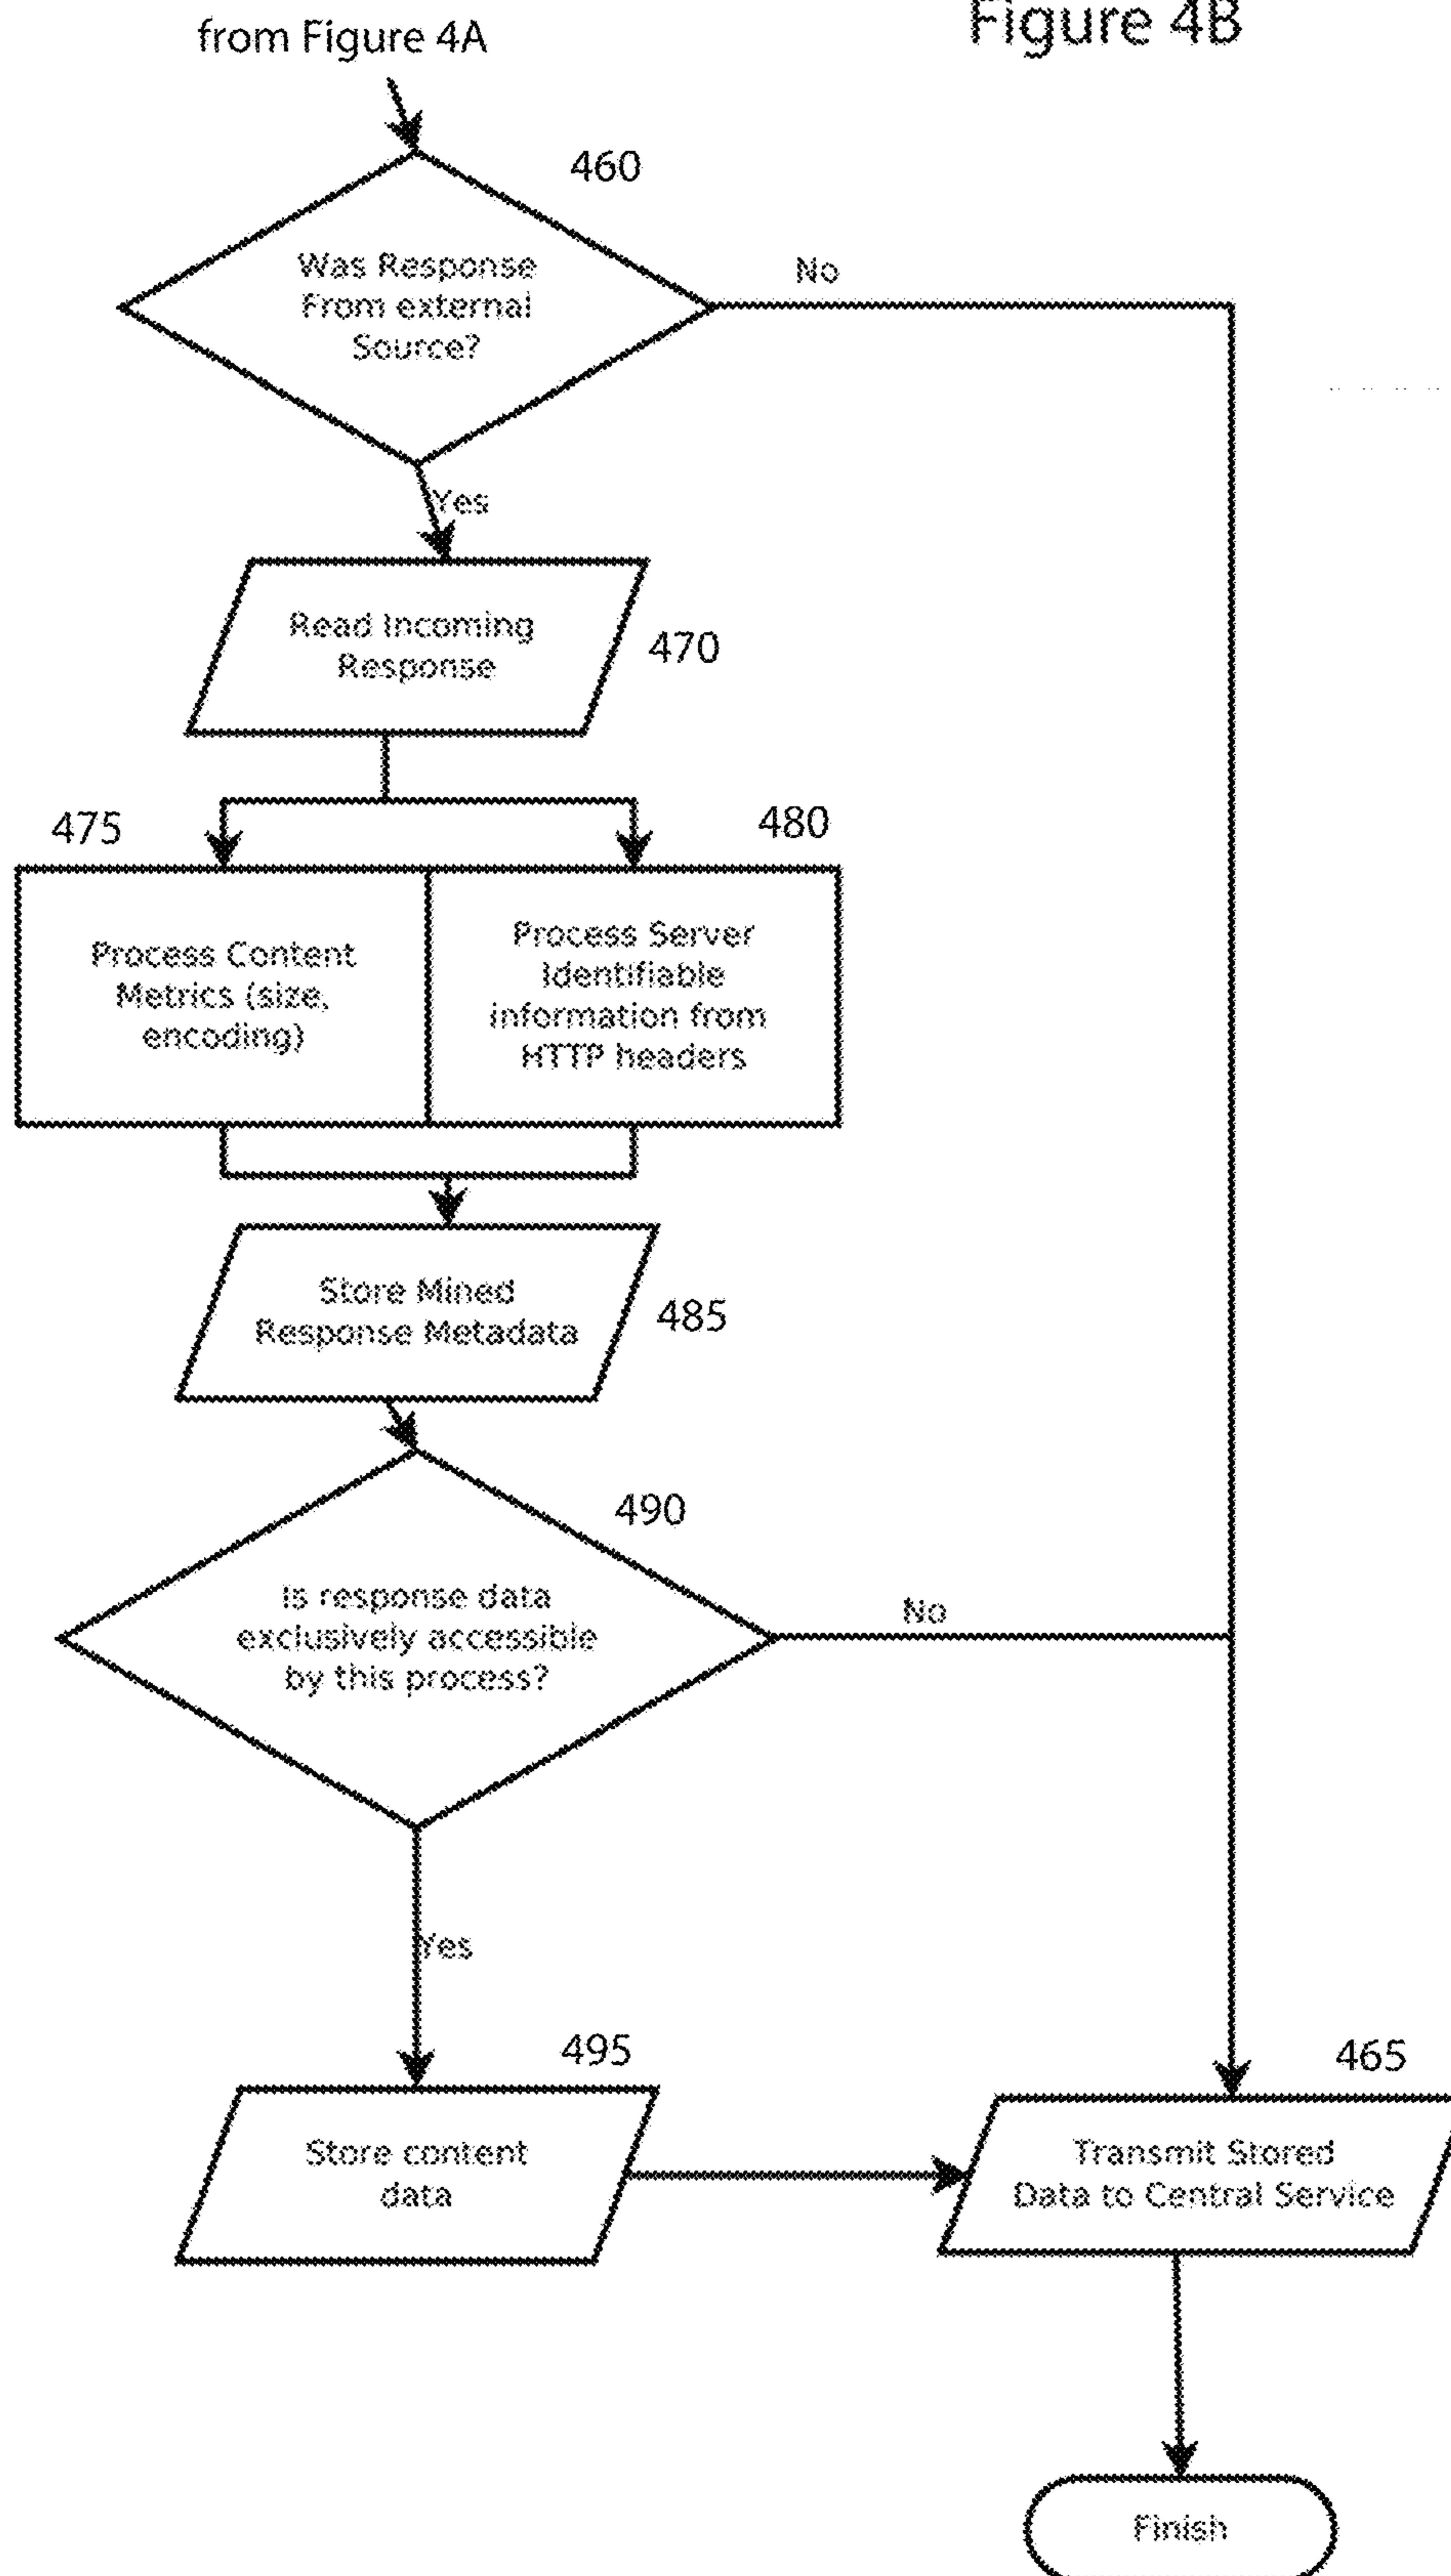 from Figure 4A
Figure 4B
460
Was Response
From external
Source?
No
Yes
Read Incoming
Response
470
475
480
Process Content
Metrics (size,
encoding)
Process Server
Identifiable
information from
HTTP headers
Store Mined
Response Metadata
485
490
Is response data
exclusively accessible
by this process?
No
Yes
495
465
Store content
data
Transmit Stored
Data to Central Service
Finish